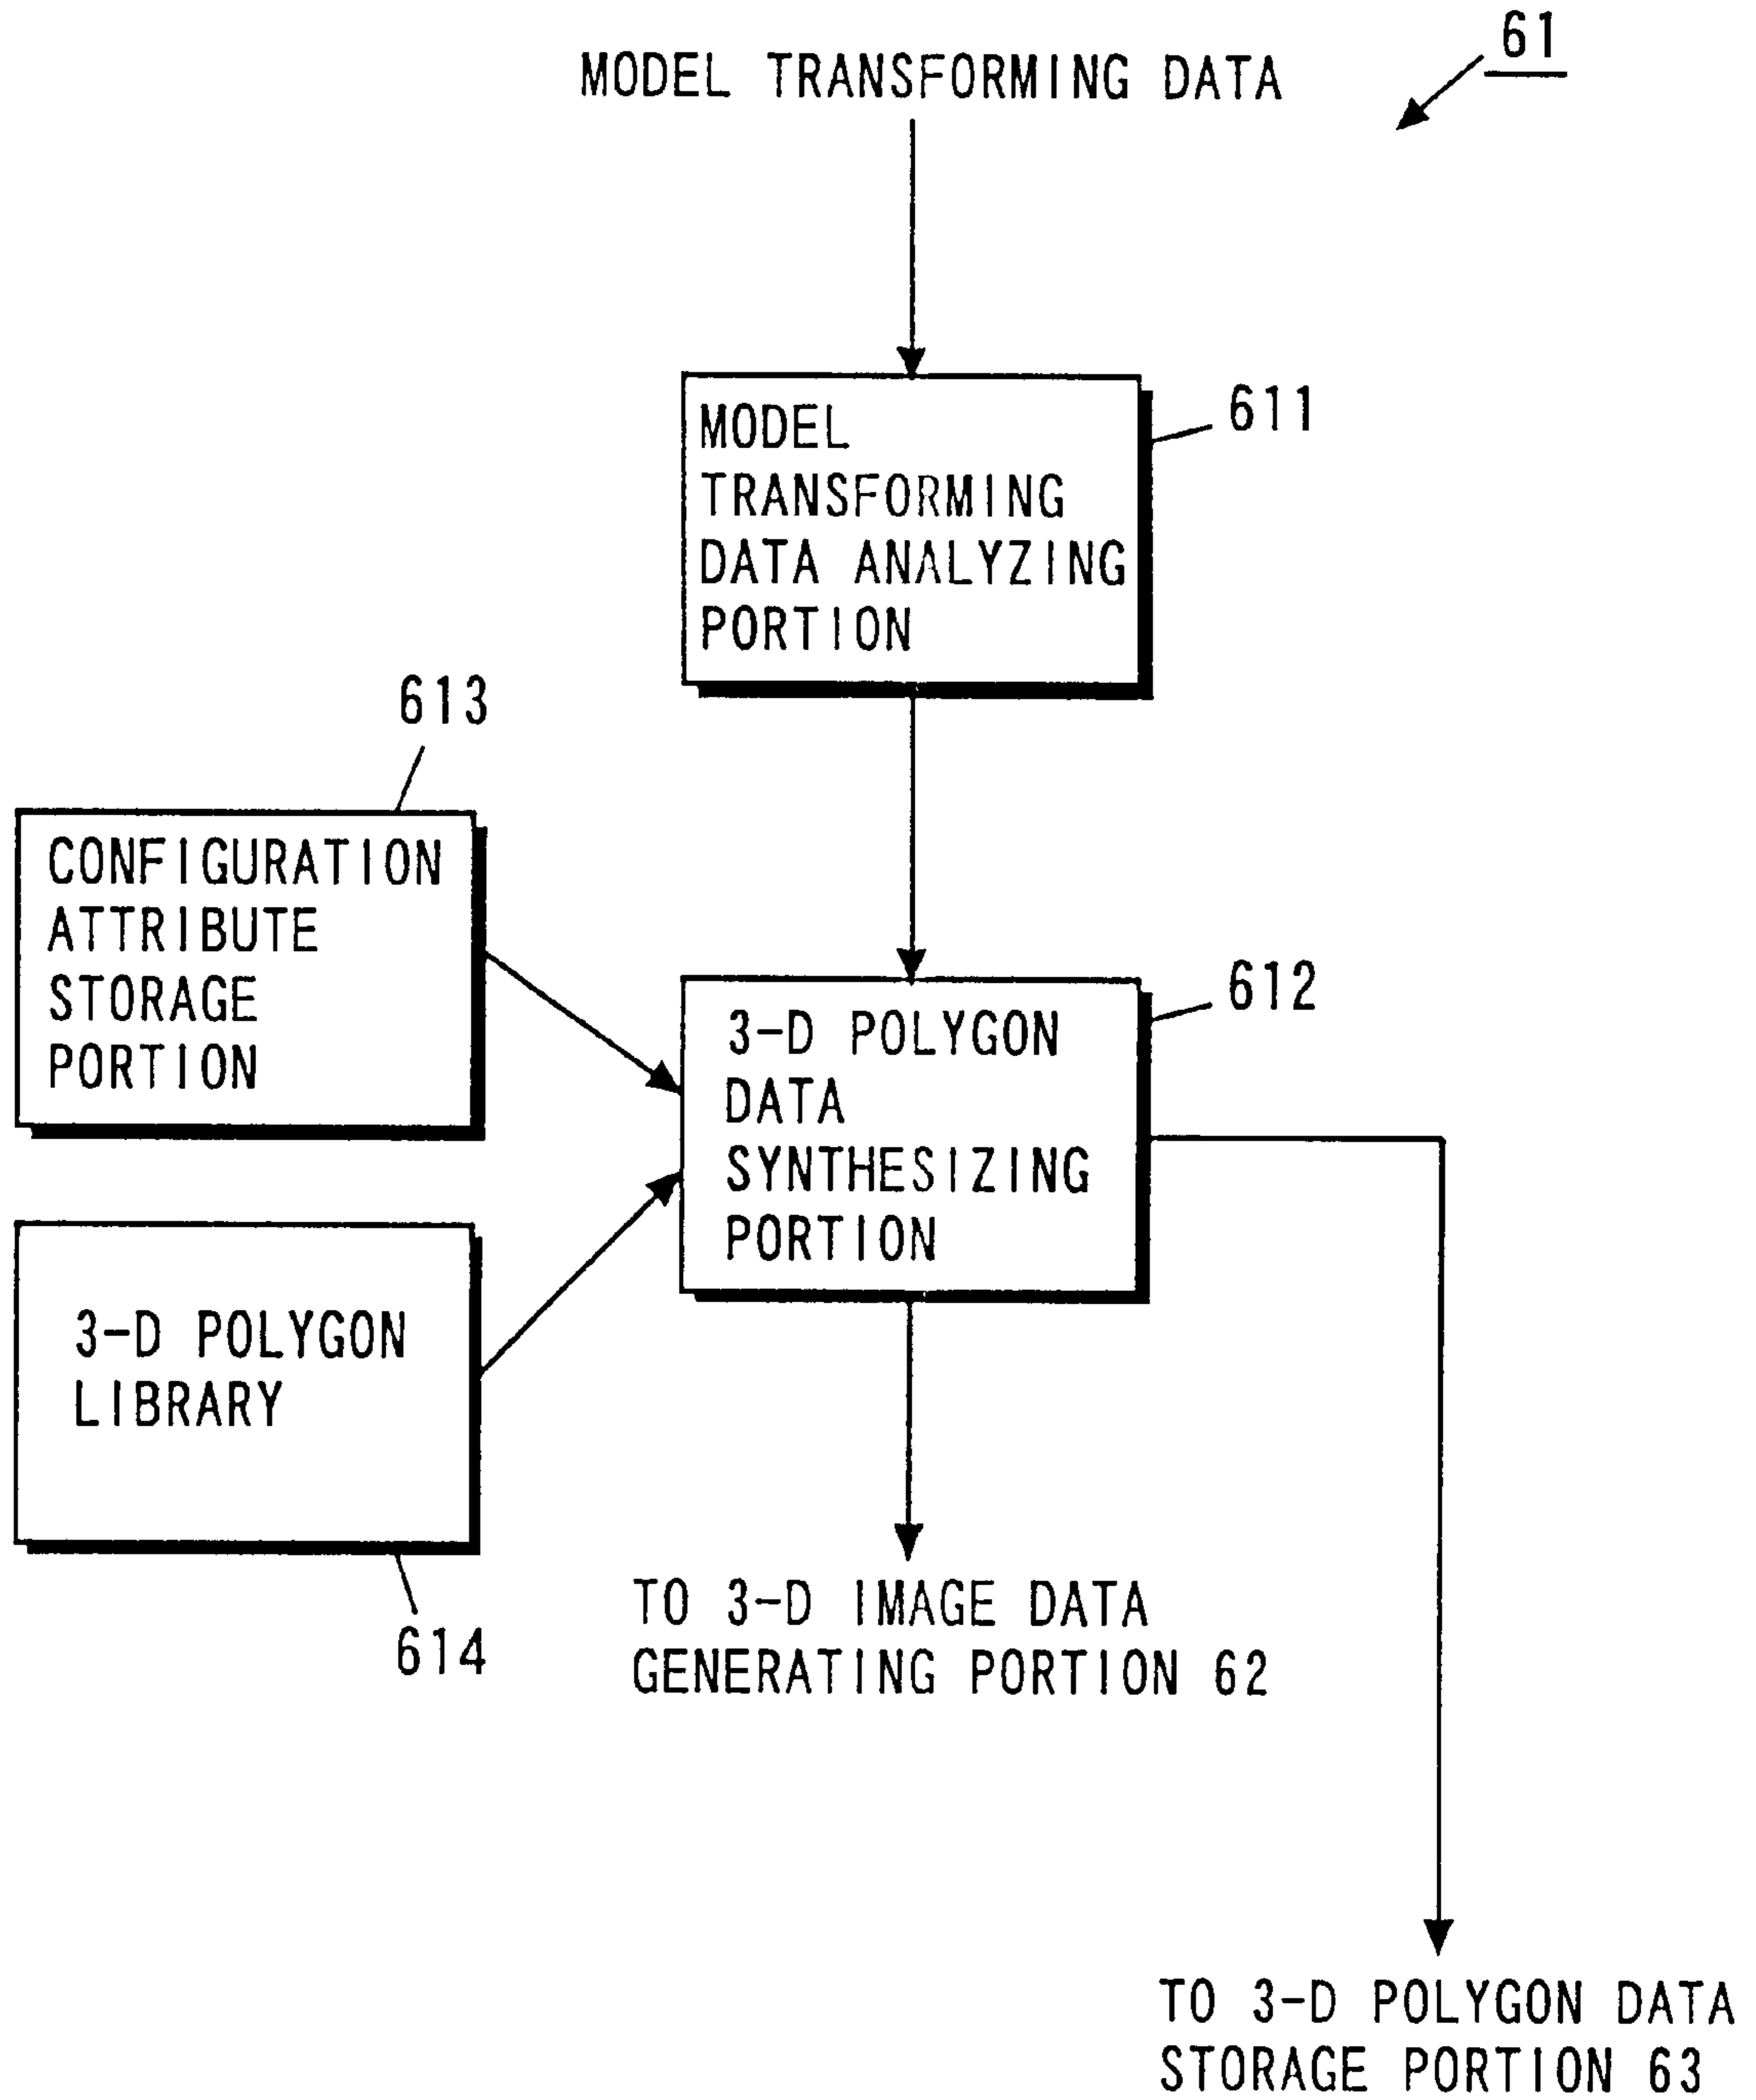 61
MODEL TRANSFORMING DATA
MODEL
TRANSFORMING
DATA ANALYZING
PORTION
611
613
CONFIGURATION
ATTRIBUTE
STORAGE
PORTION
612
3-D POLYGON
DATA
SYNTHESIZING
PORTION
3-D POLYGON
LIBRARY
614
TO 3-D IMAGE DATA
GENERATING PORTION 62
TO 3-D POLYGON DATA
STORAGE PORTION 63